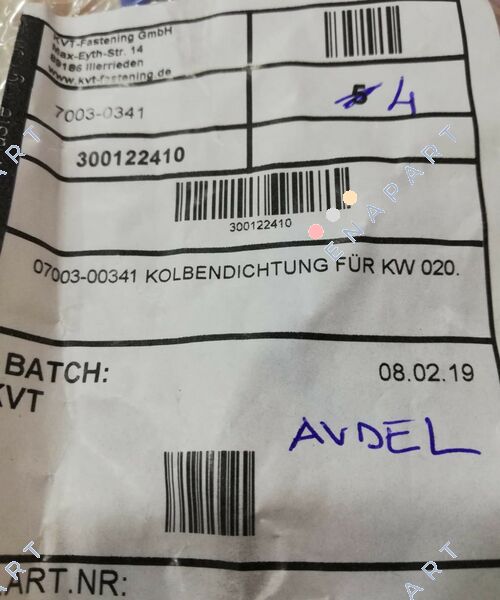 KVT-Fastening GmbH
Max-Eyth-Str. 14
89186 Illerrieden
www.kvt-fastening.de
7003-0341
5 4
300122410
300122410
07003-00341 KOLBENDICHTUNG FÜR KW 020.
BATCH:
08.02.19
KVT
AVDEL
.ART.NR:
ENAPART